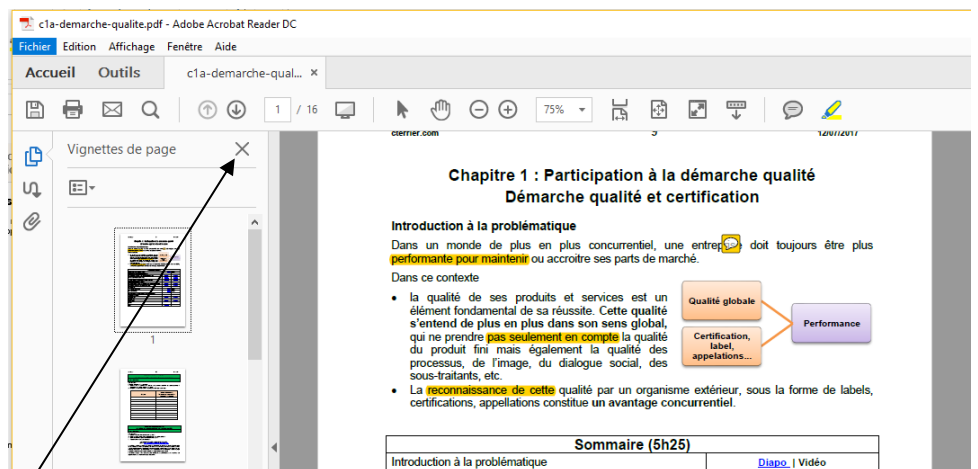 c1a-demarche-qualite.pdf - Adobe Acrobat Reader DC
Fichier Edition Affichage Fenêtre Aide
Accueil Outils c1a-demarche-qual... ×
1 / 16 75%
Vignettes de page
1
cterrier.com 9 12/07/2017
Chapitre 1 : Participation à la démarche qualité
Démarche qualité et certification
Introduction à la problématique
Dans un monde de plus en plus concurrentiel, une doit toujours être plus
performante pour maintenir ou accroitre ses parts de marché.
Dans ce contexte
• la qualité de ses produits et services est un
élément fondamental de sa réussite. Cette qualité
s'entend de plus en plus dans son sens global,
qui ne prendre pas seulement en compte la qualité
du produit fini mais également la qualité des
processus, de l'image, du dialogue social, des
sous-traitants, etc.
Qualité globale
Certification,
label,
appelations...
Performance
• La reconnaissance de cette qualité par un organisme extérieur, sous la forme de labels,
certifications, appellations constitue un avantage concurrentiel.
Sommaire (5h25)
Introduction à la problématique Diapo | Vidéo